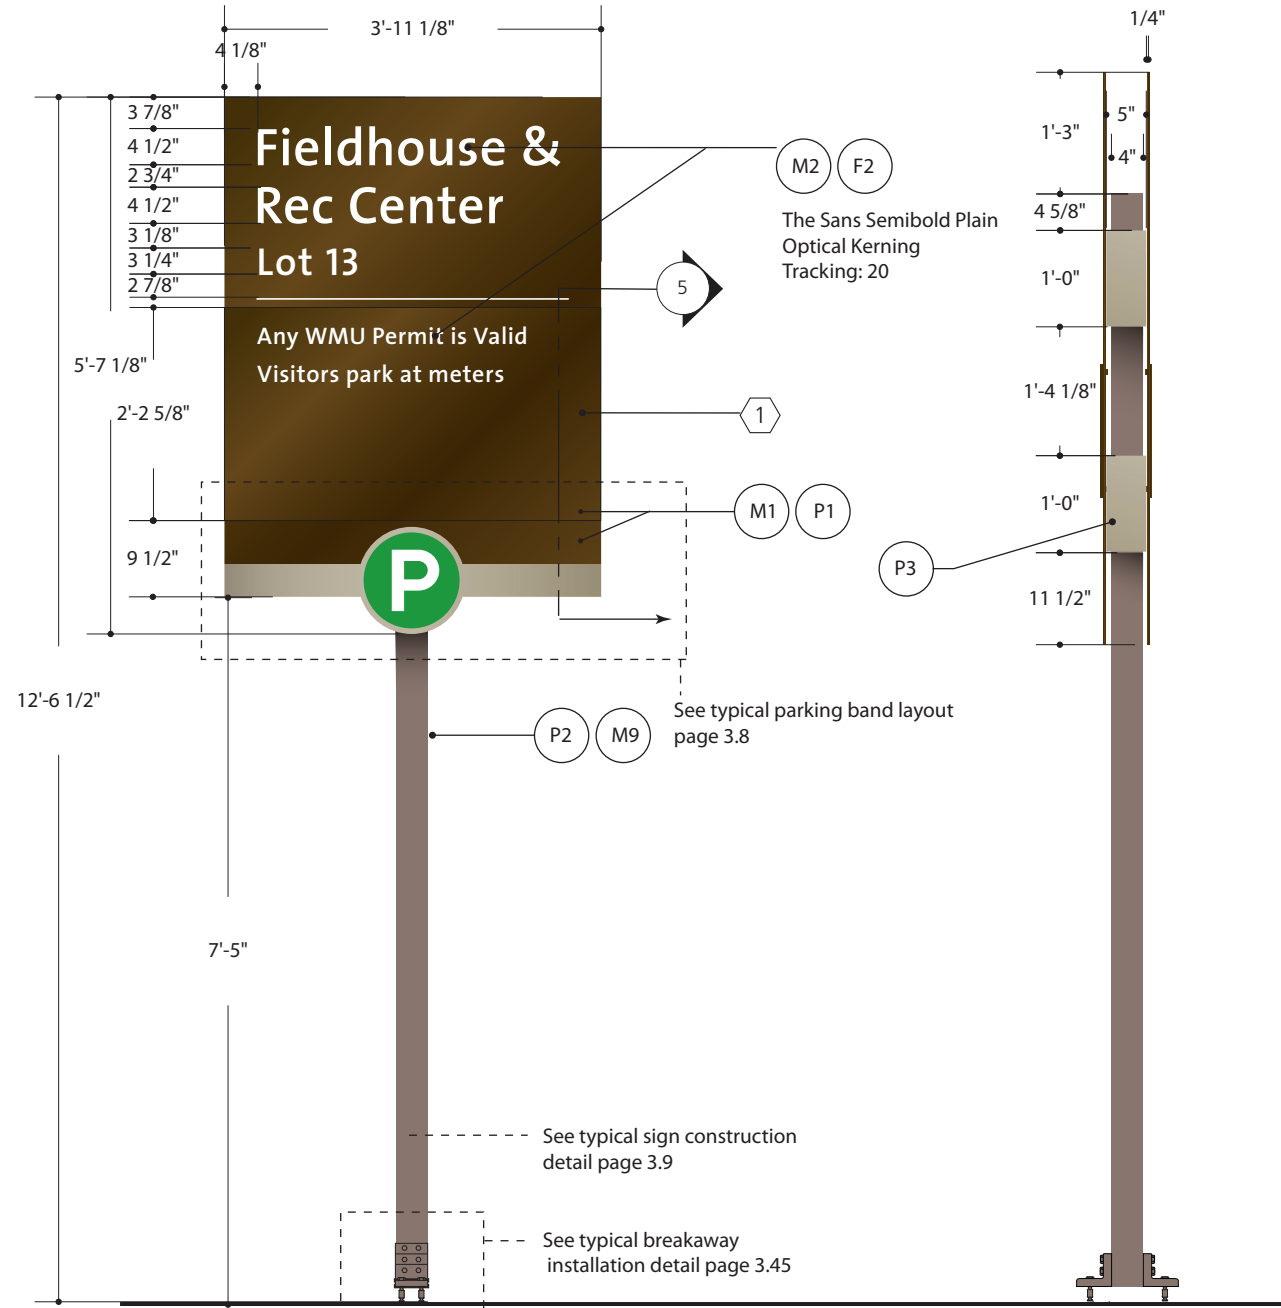 3'-11 1/8"
4 1/8"
3 7/8"
4 1/2"
2 3/4"
4 1/2"
3 1/8"
3 1/4"
2 7/8"
5'-7 1/8"
2'-2 5/8"
9 1/2"
12'-6 1/2"
7'-5"
Fieldhouse &
Rec Center
Lot 13
Any WMU Permit is Valid
Visitors park at meters
P
M2 F2
The Sans Semibold Plain
Optical Kerning
Tracking: 20
5
1
M1 P1
P3
See typical parking band layout
page 3.8
P2 M9
See typical sign construction
detail page 3.9
See typical breakaway
installation detail page 3.45
1/4"
5"
4"
1'-3"
4 5/8"
1'-0"
1'-4 1/8"
1'-0"
11 1/2"